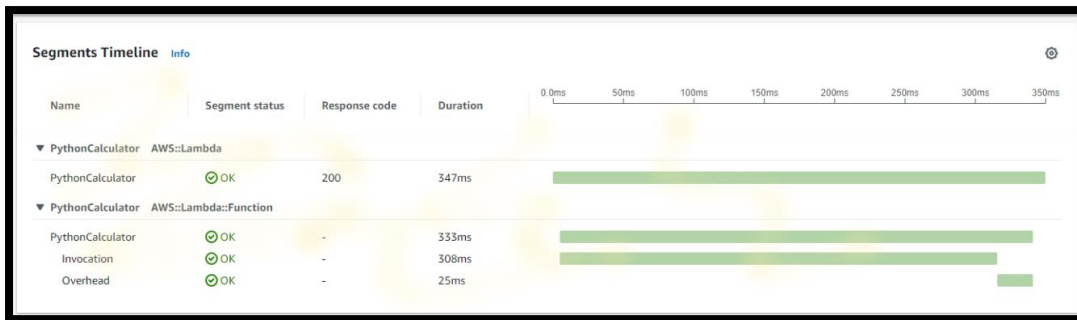 Segments Timeline Info
Name Segment status Response code Duration 0.0ms 50ms 100ms 150ms 200ms 250ms 300ms 350ms
PythonCalculator AWS::Lambda
PythonCalculator OK 200 347ms
PythonCalculator AWS::Lambda::Function
PythonCalculator OK - 333ms
Invocation OK - 308ms
Overhead OK - 25ms